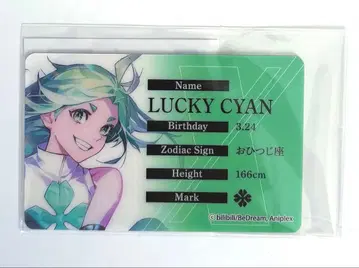 Name
LUCKY CYAN
Birthday 3.24
Zodiac Sign おひつじ座
Height 166cm
Mark
©bilibili/BeDream, Aniplex